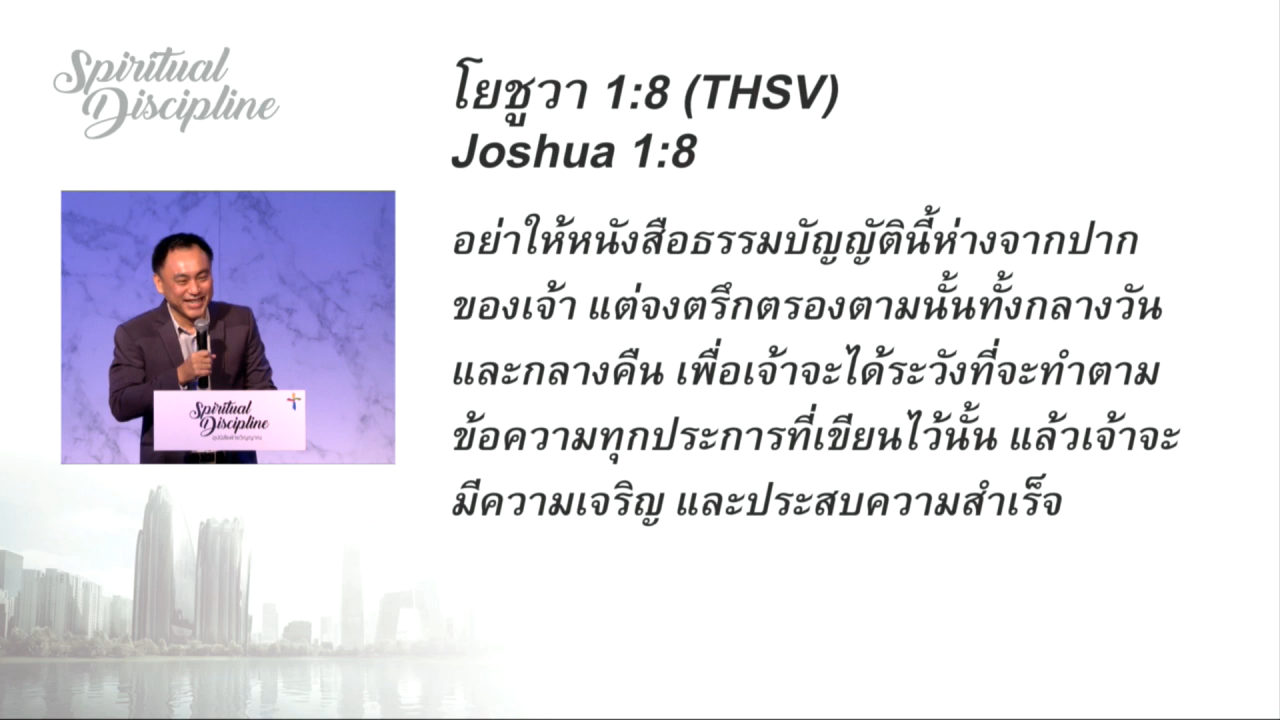 Spiritual
Discipline
โยชูวา 1:8 (THSV)
Joshua 1:8
อย่าให้หนังสือธรรมบัญญัตินี้ห่างจากปาก
ของเจ้า แต่จงตรึกตรองตามนั้นทั้งกลางวัน
และกลางคืน เพื่อเจ้าจะได้ระวังที่จะทำตาม
ข้อความทุกประการที่เขียนไว้นั้น แล้วเจ้าจะ
มีความเจริญ และประสบความสำเร็จ
Spiritual
Discipline